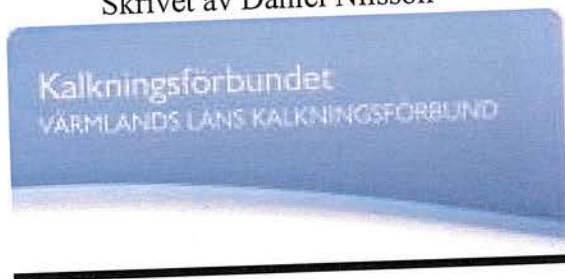 Skrivet av Daniel Nilsson
Kalkningsförbundet
VÄRMLANDS LÄNS KALKNINGSFÖRBUND